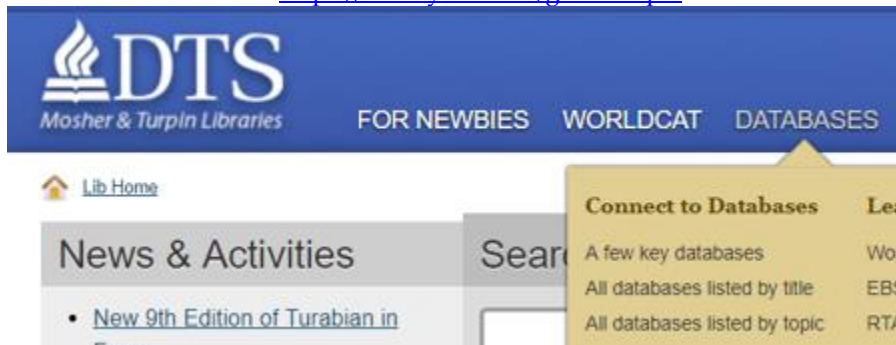 DTS
Mosher & Turpin Libraries
FOR NEWBIES WORLDCAT DATABASES
Lib Home
News & Activities
New 9th Edition of Turabian in
Connect to Databases
A few key databases
All databases listed by title
All databases listed by topic